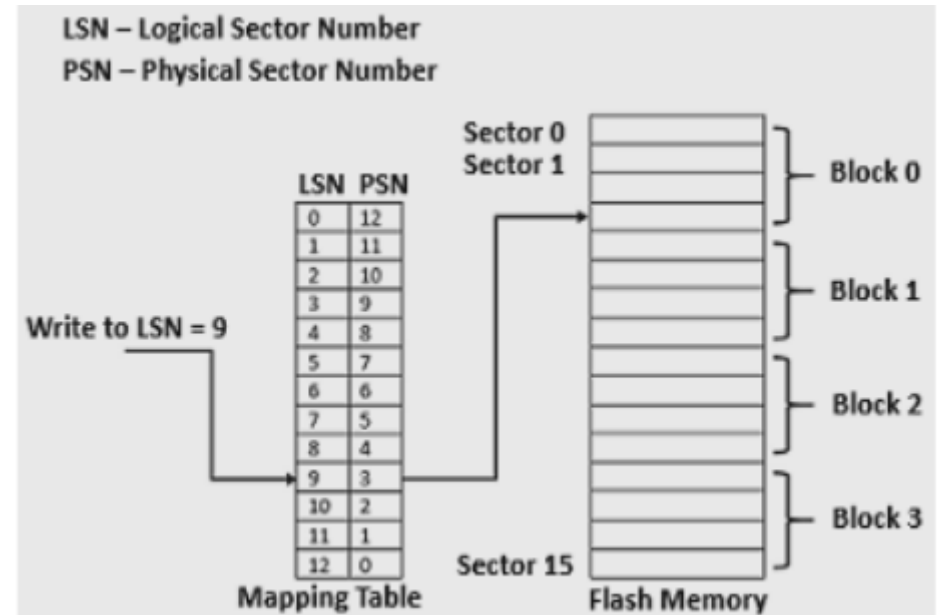 LSN – Logical Sector Number
PSN – Physical Sector Number
Sector 0
Sector 1
Block 0
LSN PSN
0 12
1 11
2 10
3 9
4 8
5 7
6 6
7 5
8 4
9 3
10 2
11 1
12 0
Write to LSN = 9
Block 1
Block 2
Block 3
Sector 15
Mapping Table
Flash Memory